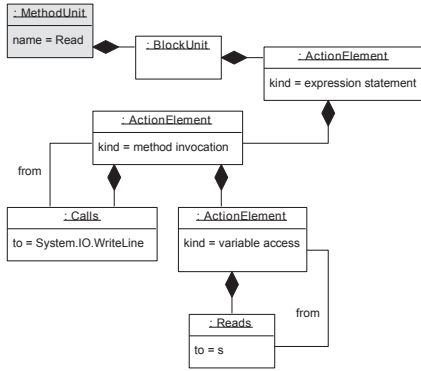 : MethodUnit
name = Read
: BlockUnit
: ActionElement
kind = expression statement
: ActionElement
kind = method invocation
from
: Calls
to = System.IO.WriteLine
: ActionElement
kind = variable access
from
: Reads
to = s